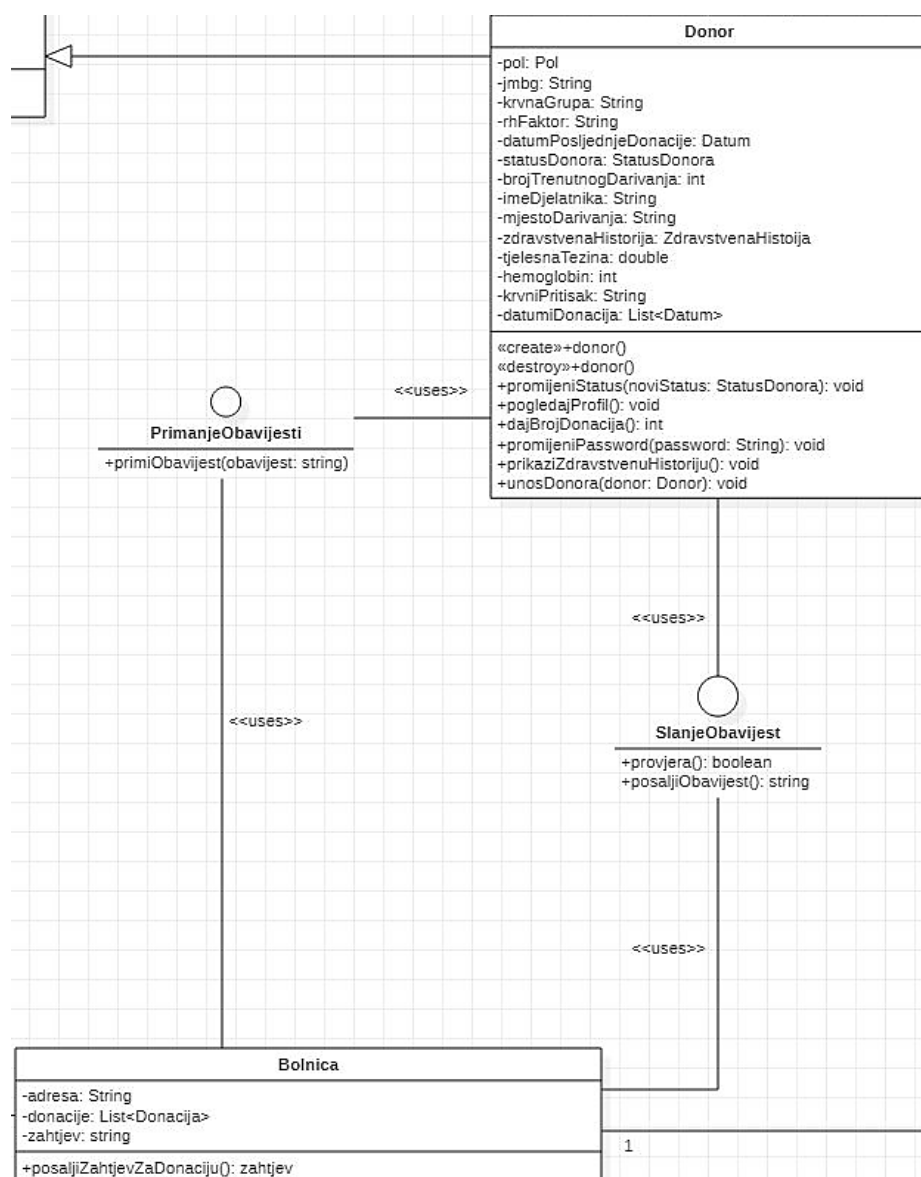 Donor
-pol: Pol
-jmbg: String
-krvnaGrupa: String
-rhFaktor: String
-datumPosljednjeDonacije: Datum
-statusDonora: StatusDonora
-brojTrenutnogDarivanja: int
-imeDjelatnika: String
-mjestoDarivanja: String
-zdravstvenaHistorija: ZdravstvenaHistoija
-tjelesnaTezina: double
-hemoglobin: int
-krvniPritisak: String
-datumiDonacija: List<Datum>
«create»+donor()
«destroy»+donor()
+promijeniStatus(noviStatus: StatusDonora): void
+pogledajProfil(): void
+dajBrojDonacija(): int
+promijeniPassword(password: String): void
+prikaziZdravstvenuHistoriju(): void
+unosDonora(donor: Donor): void
<<uses>>
PrimanjeObavijesti
+primiObavijest(obavijest: string)
<<uses>>
<<uses>>
SlanjeObavijest
+provjera(): boolean
+posaljiObavijest(): string
<<uses>>
Bolnica
-adresa: String
-donacije: List<Donacija>
-zahtjev: string
+posaljiZahtjevZaDonaciju(): zahtjev
1